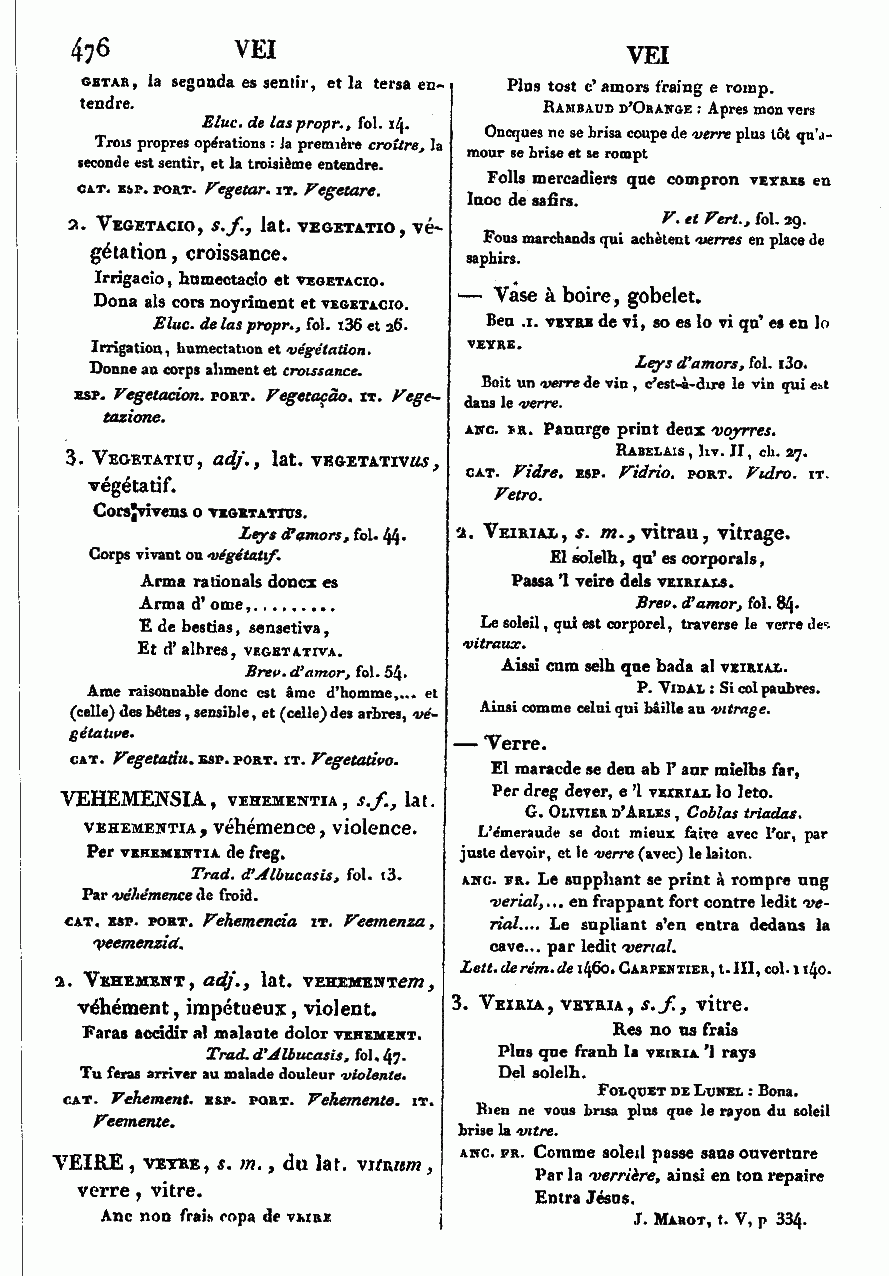 476 VEI
GETAR, la segonda es sentir, et la tersa en-
tendre.
Eluc. de las propr., fol. 14.
Trois propres opérations : la première croître, la
seconde est sentir, et la troisième entendre.
CAT. ESP. PORT. Vegetar. IT. Vegetare.
2. VEGETACIO, s. f., lat. VEGETATIO, vé-
gétation, croissance.
Irrigacio, humectacio et VEGETACIO.
Dona als cors noyriment et VEGETACIO.
Eluc. de las propr., fol. 136 et 26.
Irrigation, humectation et végétation.
Donne au corps aliment et croissance.
ESP. Vegetacion. PORT. Vegetação. IT. Vege-
tazione.
3. VEGETATIU, adj., lat. VEGETATIVus,
végétatif.
Cors vivens o VEGETATIUS.
Leys d'amors, fol. 44.
Corps vivant ou végétatif.
Arma rationals doncx es
Arma d' ome,.........
E de bestias, sensetiva,
Et d' albres, VEGETATIVA.
Brev. d'amor, fol. 54.
Ame raisonnable donc est âme d'homme,... et
(celle) des bêtes, sensible, et (celle) des arbres, vé-
gétative.
CAT. Vegetatiu. ESP. PORT. IT. Vegetativo.
VEHEMENSIA, VEHEMENTIA, s. f., lat.
VEHEMENTIA, véhémence, violence.
Per VEHEMENTIA de freg.
Trad. d'Albucasis, fol. 13.
Par véhémence de froid.
CAT. ESP. PORT. Vehemencia IT. Veemenza,
veemenzia.
2. VEHEMENT, adj., lat. VEHEMENTem,
véhément, impétueux, violent.
Faras accidir al malaute dolor VEHEMENT.
Trad. d'Albucasis, fol. 47.
Tu feras arriver au malade douleur violente.
CAT. Vehement. ESP. PORT. Vehemente. IT.
Veemente.
VEIRE, VEYRE, s. m., du lat. VITRum,
verre, vitre.
Anc non frais copa de VEIRE
VEI
Plus tost c' amors fraing e romp.
RAMBAUD D'ORANGE : Apres mon vers
Oncques ne se brisa coupe de verre plus tôt qu'a-
mour se brise et se rompt
Folls mercadiers que compron VEYRES en
luoc de safirs.
V. et Vert., fol. 29.
Fous marchands qui achètent verres en place de
saphirs.
— Vase à boire, gobelet.
Beu .I. VEYRE de vi, so es lo vi qu' es en lo
VEYRE.
Leys d'amors, fol. 130.
Boit un verre de vin, c'est-à-dire le vin qui est
dans le verre.
ANC. FR. Panurge print deux voyrres.
RABELAIS, liv. II, ch. 27.
CAT. Vidre. ESP. Vidrio. PORT. Vidro. IT.
Vetro.
2. VEIRIAL, s. m., vitrau, vitrage.
El solelh, qu' es corporals,
Passa 'l veire dels VEIRIALS.
Brev. d'amor, fol. 84.
Le soleil, qui est corporel, traverse le verre des
vitraux.
Aissi cum selh que bada al VEIRIAL.
P. VIDAL : Si col paubres.
Ainsi comme celui qui bâille au vitrage.
— Verre.
El maracde se deu ab l' aur mielhs far,
Per dreg dever, e 'l VEIRIAL lo leto.
G. OLIVIER D'ARLES, Coblas triadas.
L'émeraude se doit mieux faire avec l'or, par
juste devoir, et le verre (avec) le laiton.
ANC. FR. Le suppliant se print à rompre ung
verial,... en frappant fort contre ledit ve-
rial.... Le supliant s'en entra dedans la
cave... par ledit verial.
Lett. de rém. de 1460. CARPENTIER, t. III, col. 1140.
3. VEIRIA, VEYRIA, s. f., vitre.
Res no us frais
Plus que franh la VEIRIA 'l rays
Del solelh.
FOLQUET DE LUNEL : Bona.
Rien ne vous brisa plus que le rayon du soleil
brise la vitre.
ANC. FR. Comme soleil passe sans ouverture
Par la verrière, ainsi en ton repaire
Entra Jésus.
J. MAROT, t. V, p 334.